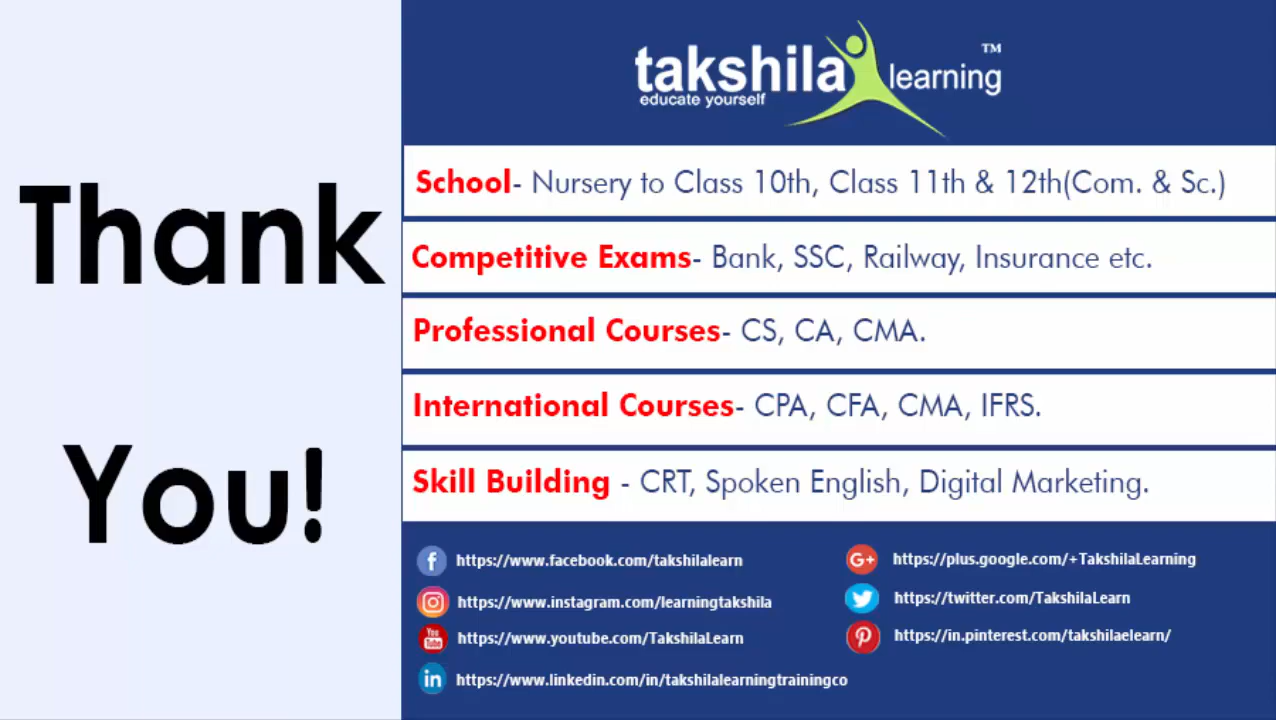 Thank
You!
takshila learning ™
educate yourself
School- Nursery to Class 10th, Class 11th & 12th(Com. & Sc.)
Competitive Exams- Bank, SSC, Railway, Insurance etc.
Professional Courses- CS, CA, CMA.
International Courses- CPA, CFA, CMA, IFRS.
Skill Building - CRT, Spoken English, Digital Marketing.
f https://www.facebook.com/takshilalearn
https://www.instagram.com/learningtakshila
You Tube https://www.youtube.com/TakshilaLearn
in https://www.linkedin.com/in/takshilalearningtrainingco
G+ https://plus.google.com/+TakshilaLearning
https://twitter.com/TakshilaLearn
https://in.pinterest.com/takshilaelearn/